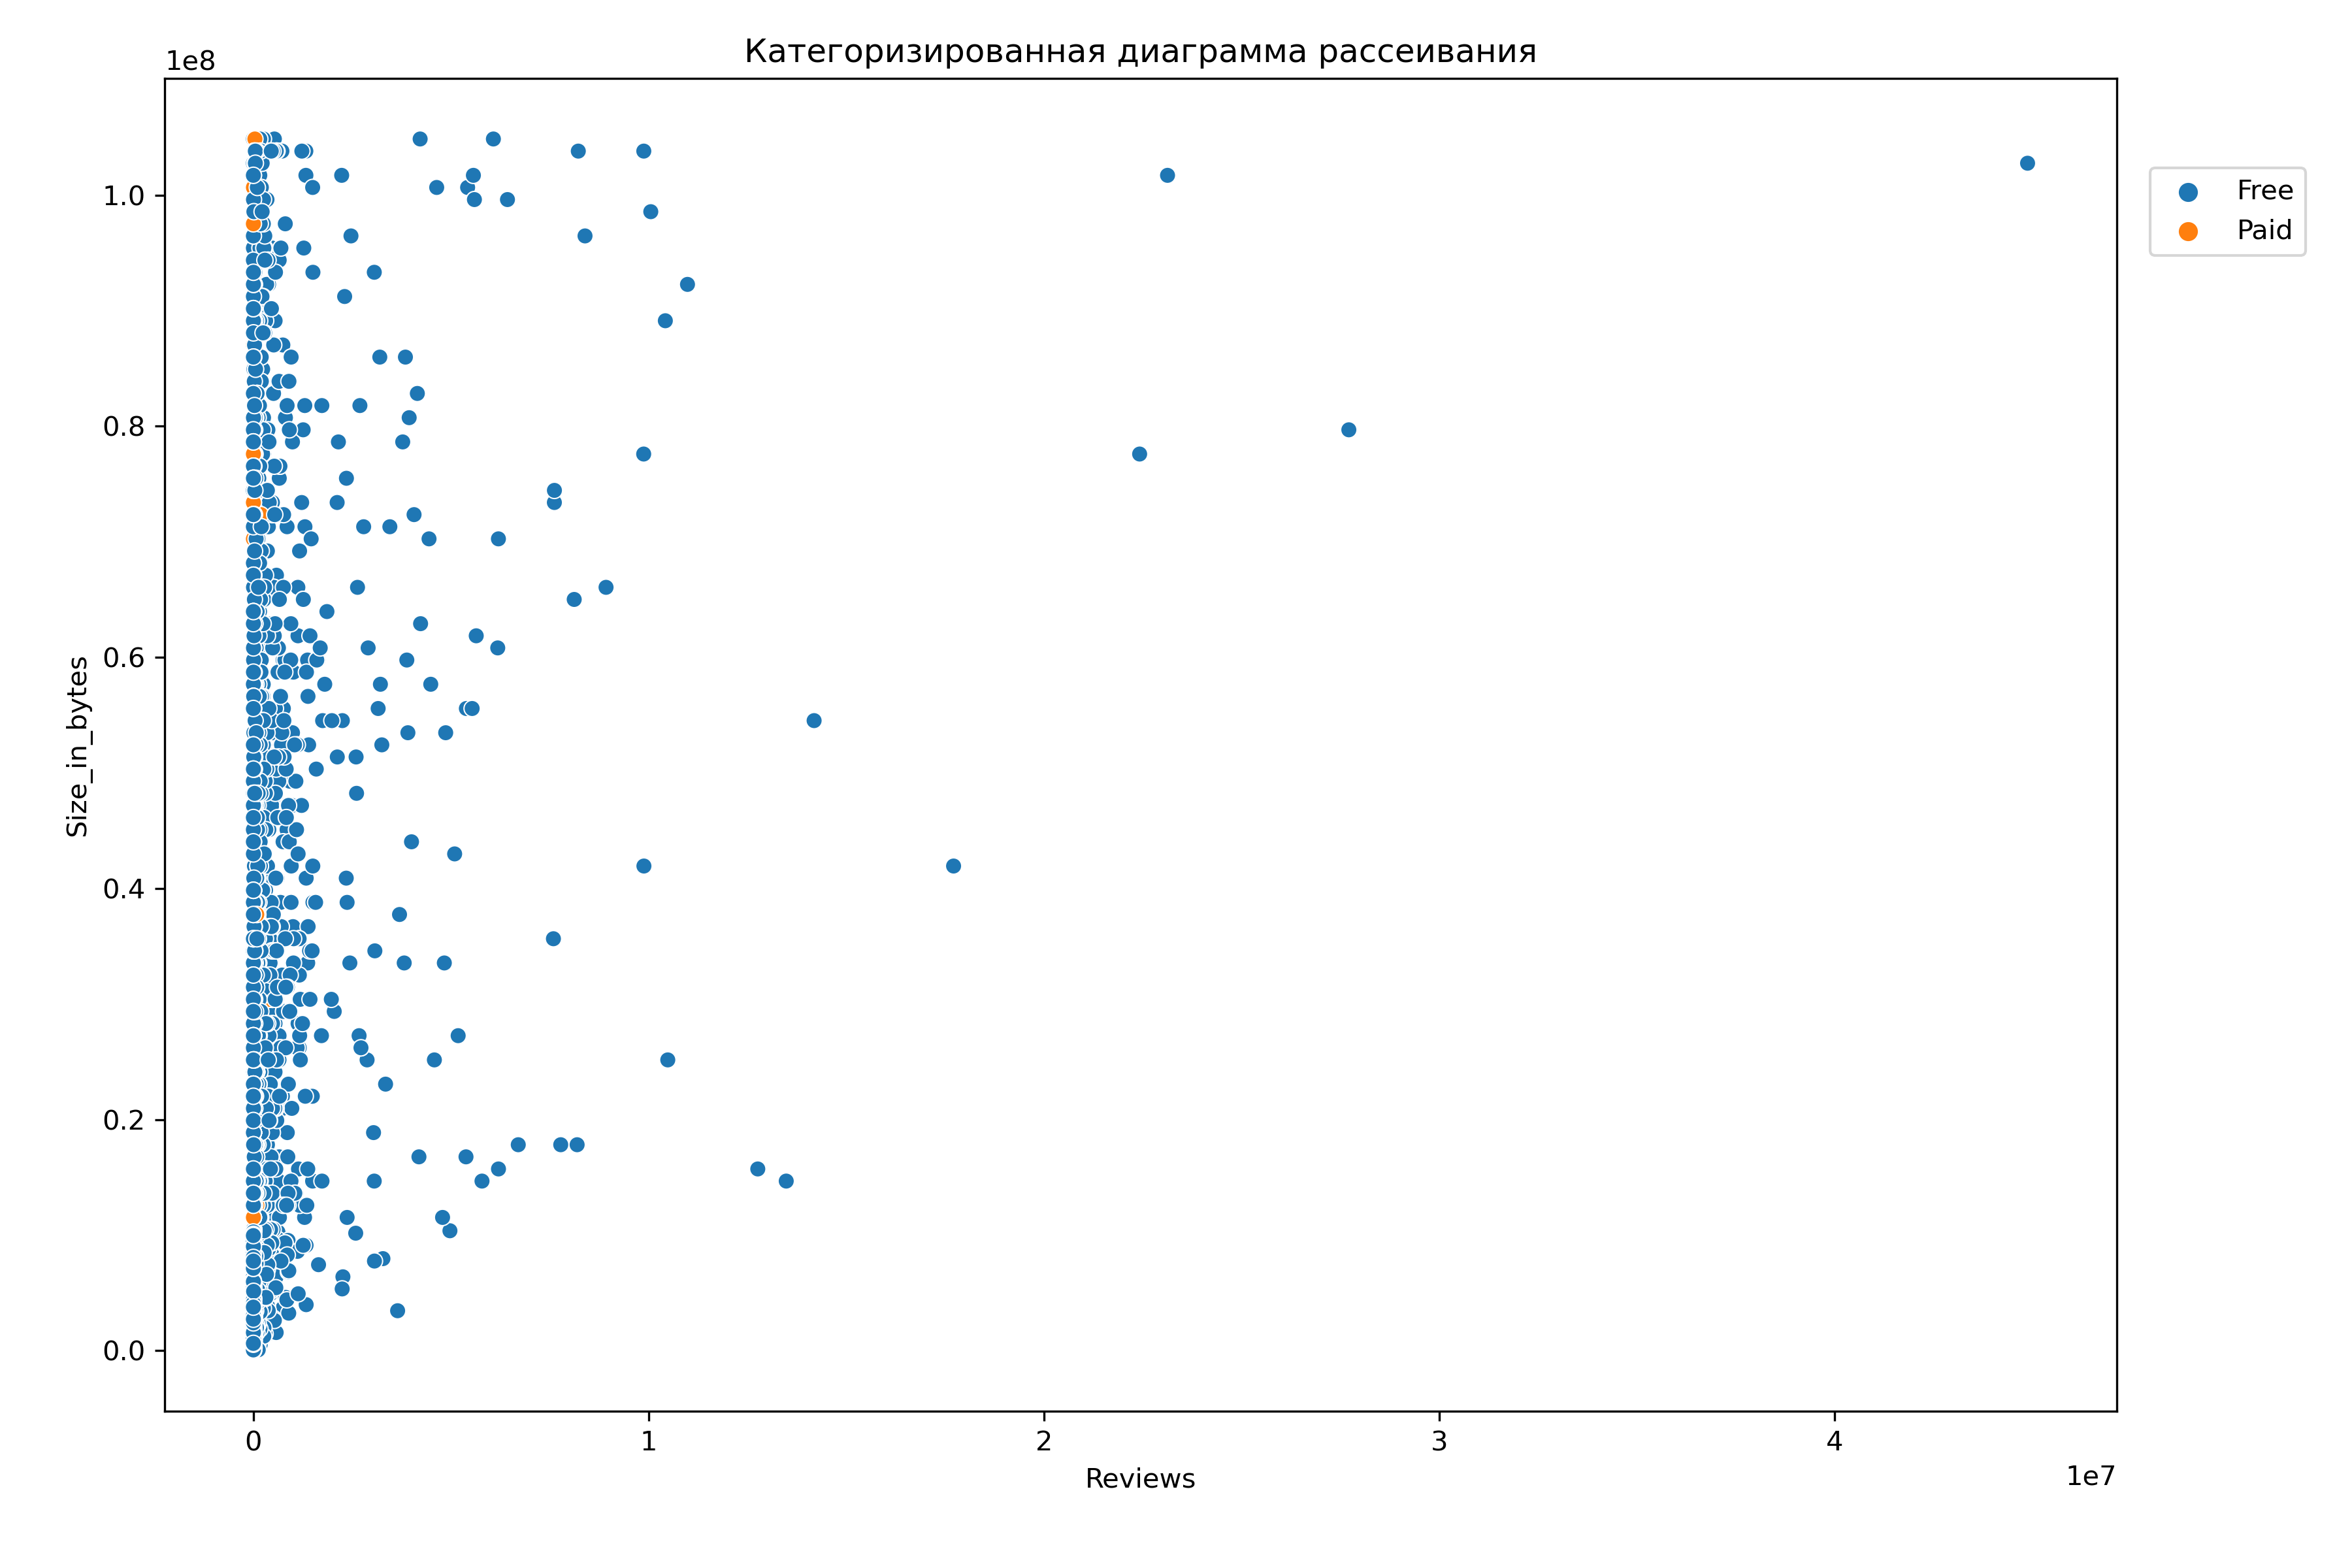 Категоризированная диаграмма рассеивания
1e8
1.0
0.8
0.6
0.4
0.2
0.0
Size_in_bytes
0 1 2 3 4
Reviews
1e7
Free
Paid